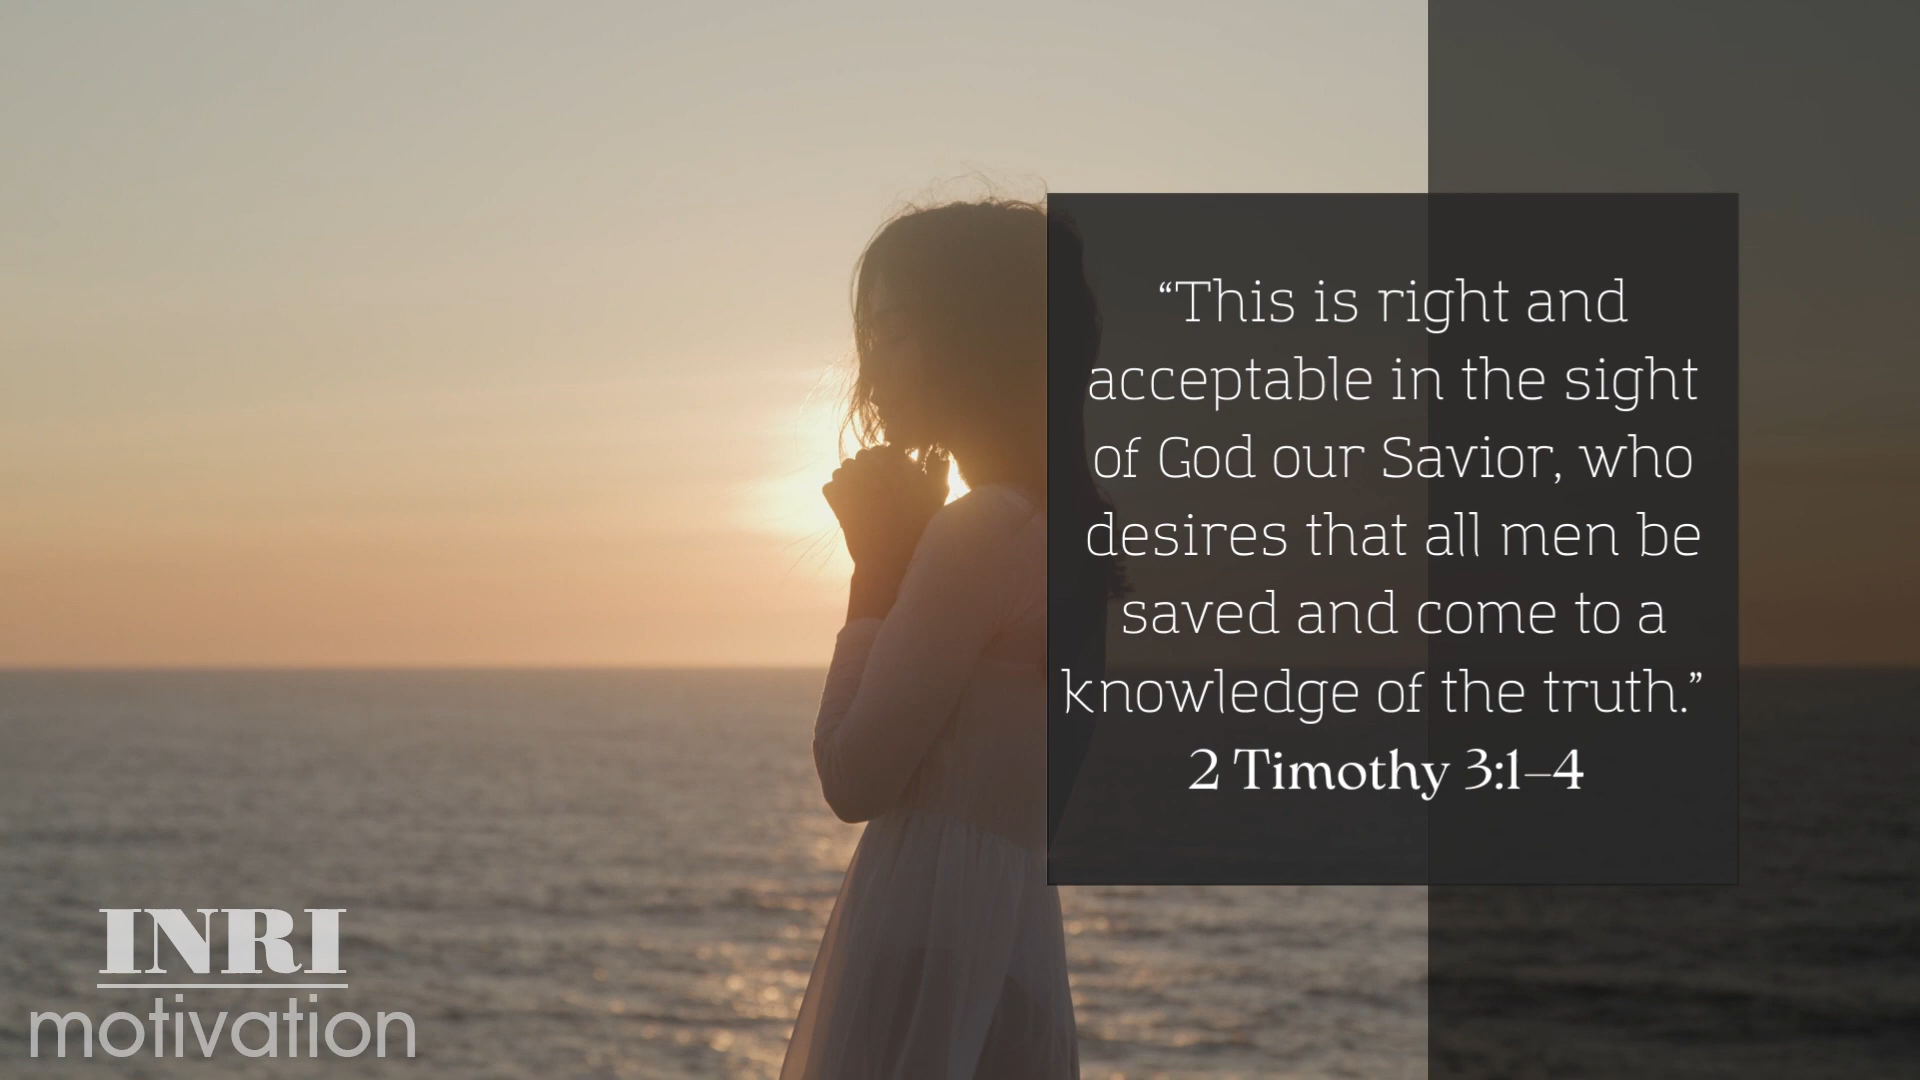 “This is right and
acceptable in the sight
of God our Savior, who
desires that all men be
saved and come to a
knowledge of the truth.”
2 Timothy 3:1–4
INRI
motivation